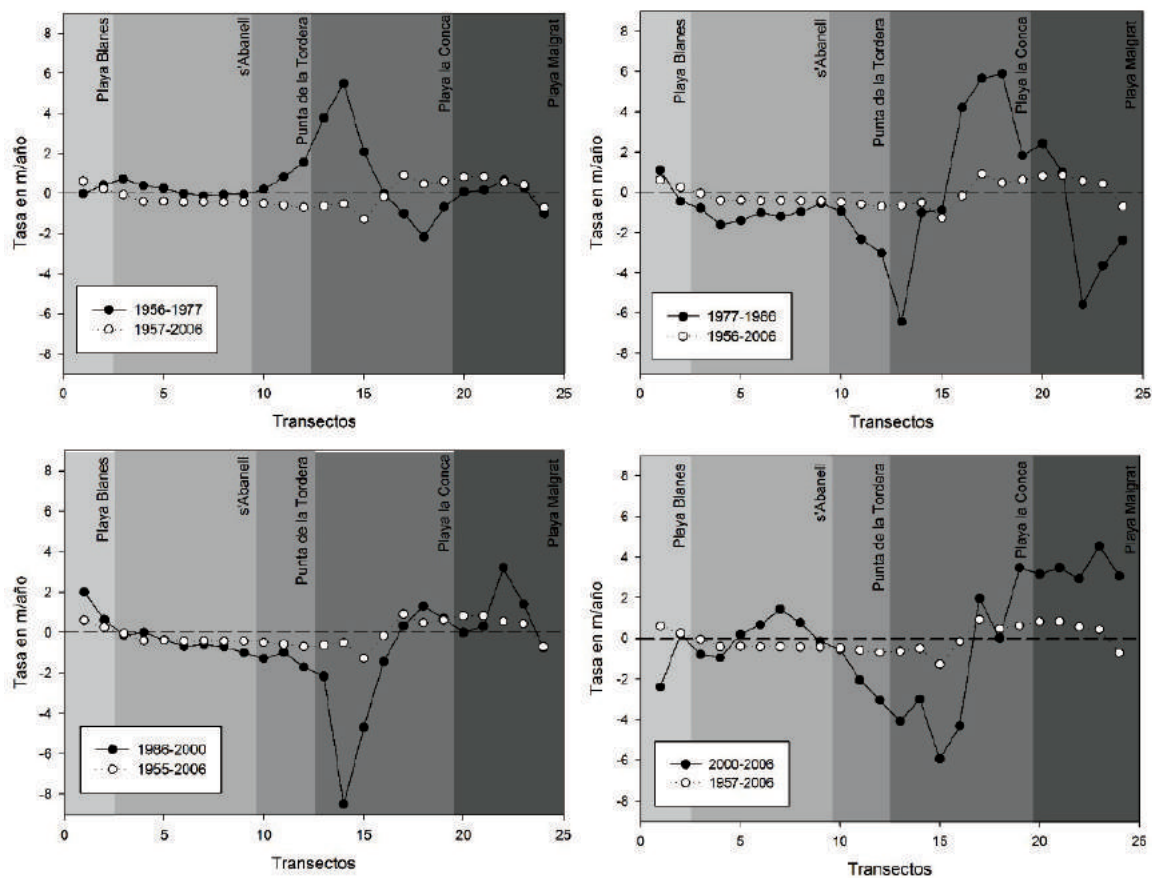 Playa Blanes
s'Abanell
Punta de la Tordera
Playa la Conca
Playa Malgrat
8
6
4
2
0
-2
-4
-6
-8
Tasa en m/año
1956-1977
1957-2006
0
5
10
15
20
25
Transectos
Playa Blanes
s'Abanell
Punta de la Tordera
Playa la Conca
Playa Malgrat
8
6
4
2
0
-2
-4
-6
-8
Tasa en m/año
1977-1986
1956-2006
0
5
10
15
20
25
Transectos
Playa Blanes
s'Abanell
Punta de la Tordera
Playa la Conca
Playa Malgrat
8
6
4
2
0
-2
-4
-6
-8
Tasa en m/año
1986-2000
1955-2006
0
5
10
15
20
25
Transectos
Playa Blanes
s'Abanell
Punta de la Tordera
Playa la Conca
Playa Malgrat
8
6
4
2
0
-2
-4
-6
-8
Tasa en m/año
2000-2006
1957-2006
0
5
10
15
20
25
Transectos